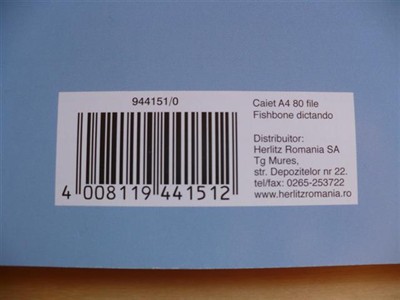 944151/0
4 008119 441512
Caiet A4 80 file
Fishbone dictando
Distribuitor:
Herlitz Romania SA
Tg Mures,
str. Depozitelor nr 22.
tel/fax: 0265-253722
www.herlitzromania.ro